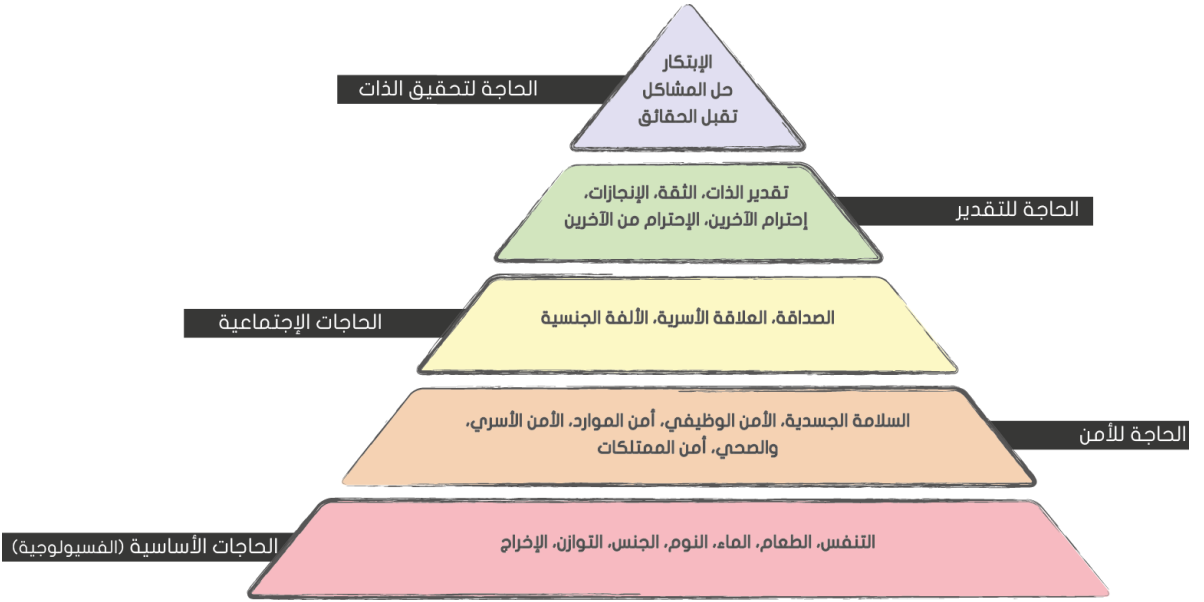 الإبتكار
حل المشاكل
تقبل الحقائق
الحاجة لتحقيق الذات
تقدير الذات، الثقة، الإنجازات،
إحترام الآخرين، الإحترام من الآخرين
الحاجة للتقدير
الصداقة، العلاقة الأسرية، الألفة الجنسية
الحاجات الإجتماعية
السلامة الجسدية، الأمن الوظيفي، أمن الموارد، الأمن الأسري،
والصحي، أمن الممتلكات
الحاجة للأمن
التنفس، الطعام، الماء، النوم، الجنس، التوازن، الإخراج
الحاجات الأساسية (الفسيولوجية)